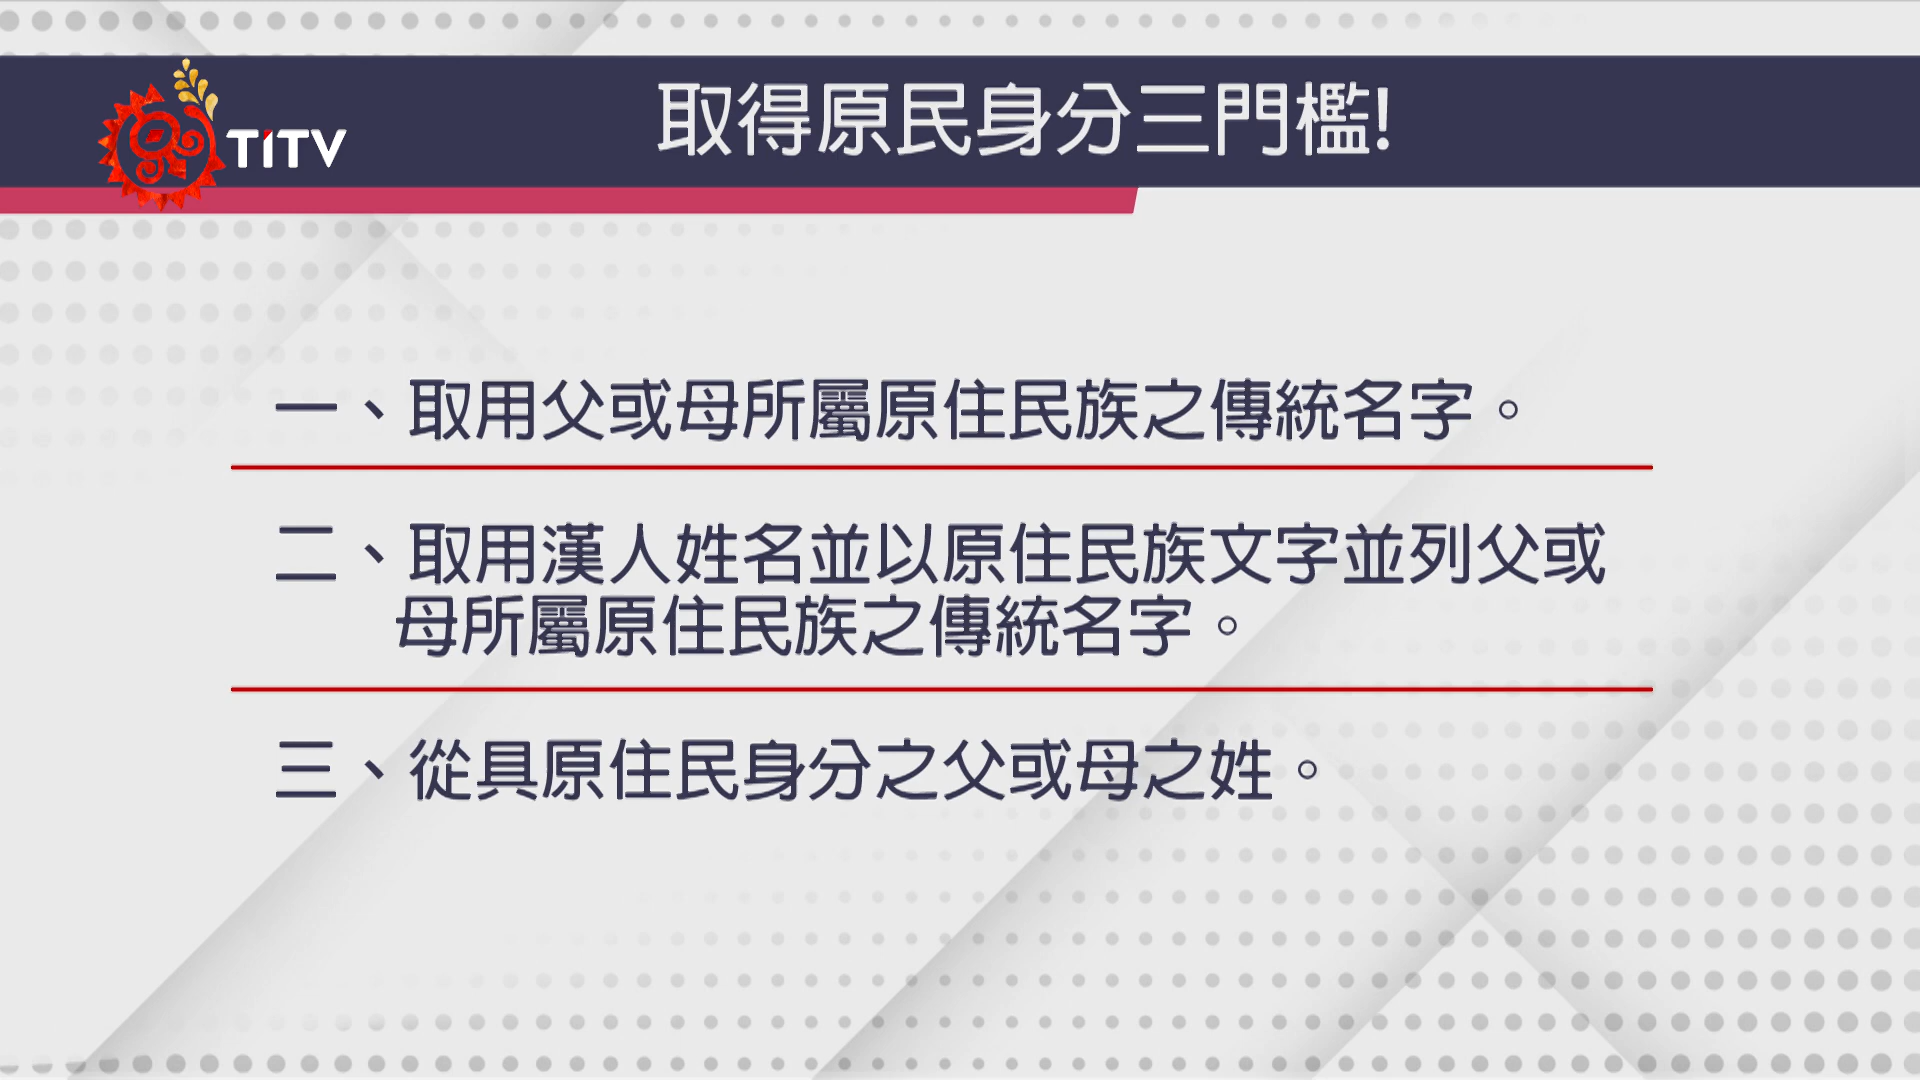 TITV
取得原民身分三門檻!
一、取用父或母所屬原住民族之傳統名字。
二、取用漢人姓名並以原住民族文字並列父或
母所屬原住民族之傳統名字。
三、從具原住民身分之父或母之姓。